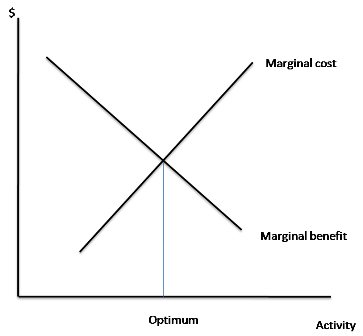 $
Marginal cost
Marginal benefit
Optimum
Activity